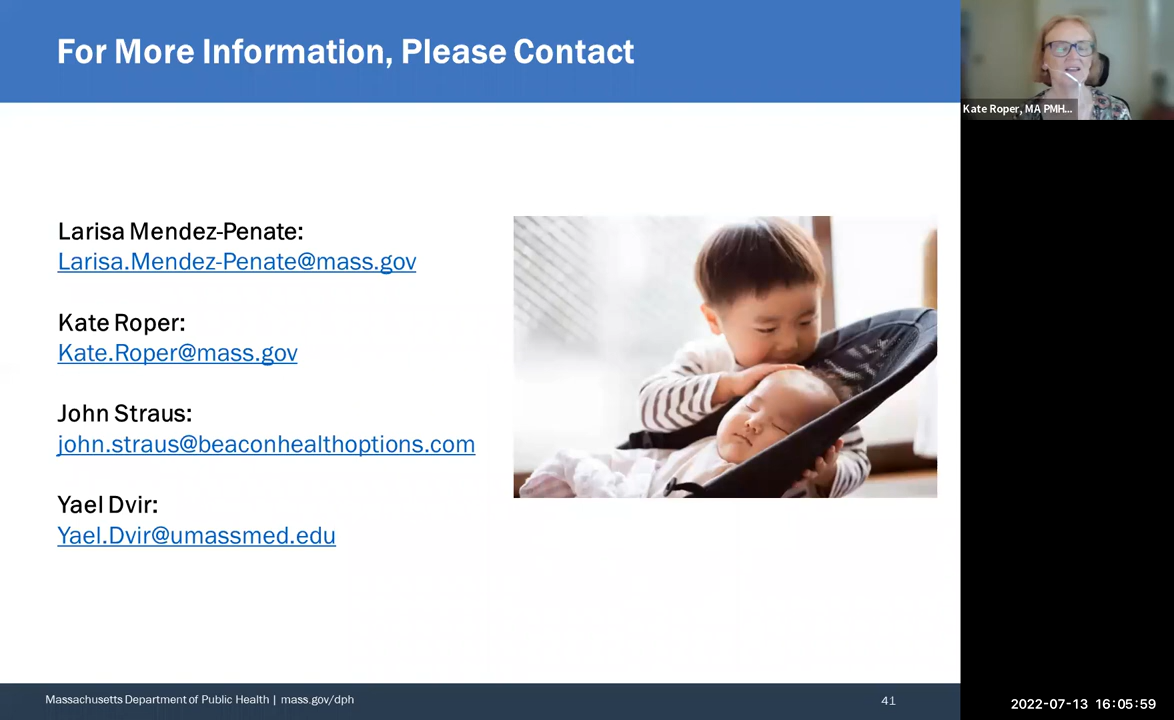 For More Information, Please Contact
Kate Roper, MA PMH...
Larisa Mendez-Penate:
Larisa.Mendez-Penate@mass.gov
Kate Roper:
Kate.Roper@mass.gov
John Straus:
john.straus@beaconhealthoptions.com
Yael Dvir:
Yael.Dvir@umassmed.edu
Massachusetts Department of Public Health | mass.gov/dph
41
2022-07-13 16:05:59